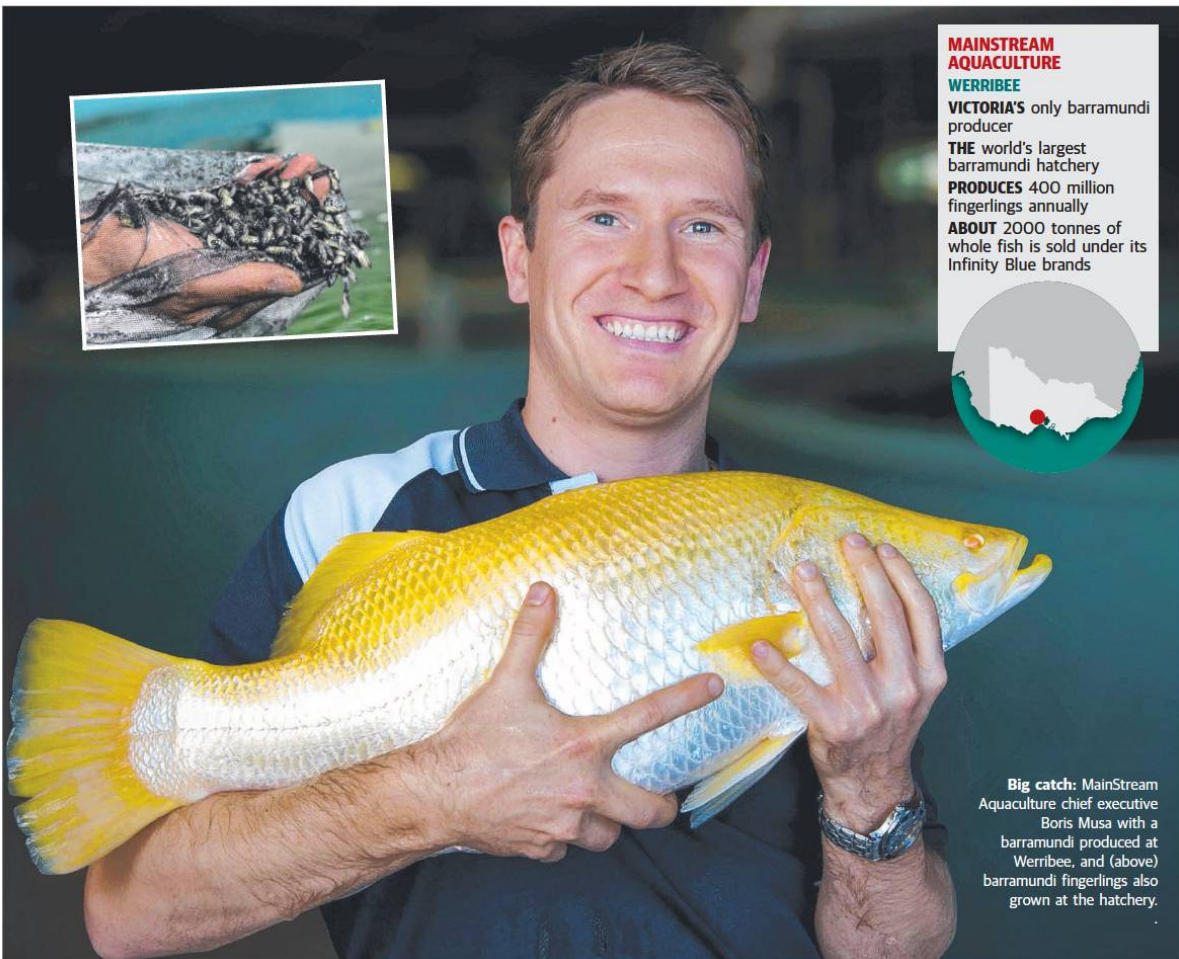 MAINSTREAM
AQUACULTURE
WERRIBEE
VICTORIA'S only barramundi
producer
THE world's largest
barramundi hatchery
PRODUCES 400 million
fingerlings annually
ABOUT 2000 tonnes of
whole fish is sold under its
Infinity Blue brands
Big catch: MainStream
Aquaculture chief executive
Boris Musa with a
barramundi produced at
Werribee, and (above)
barramundi fingerlings also
grown at the hatchery.
.